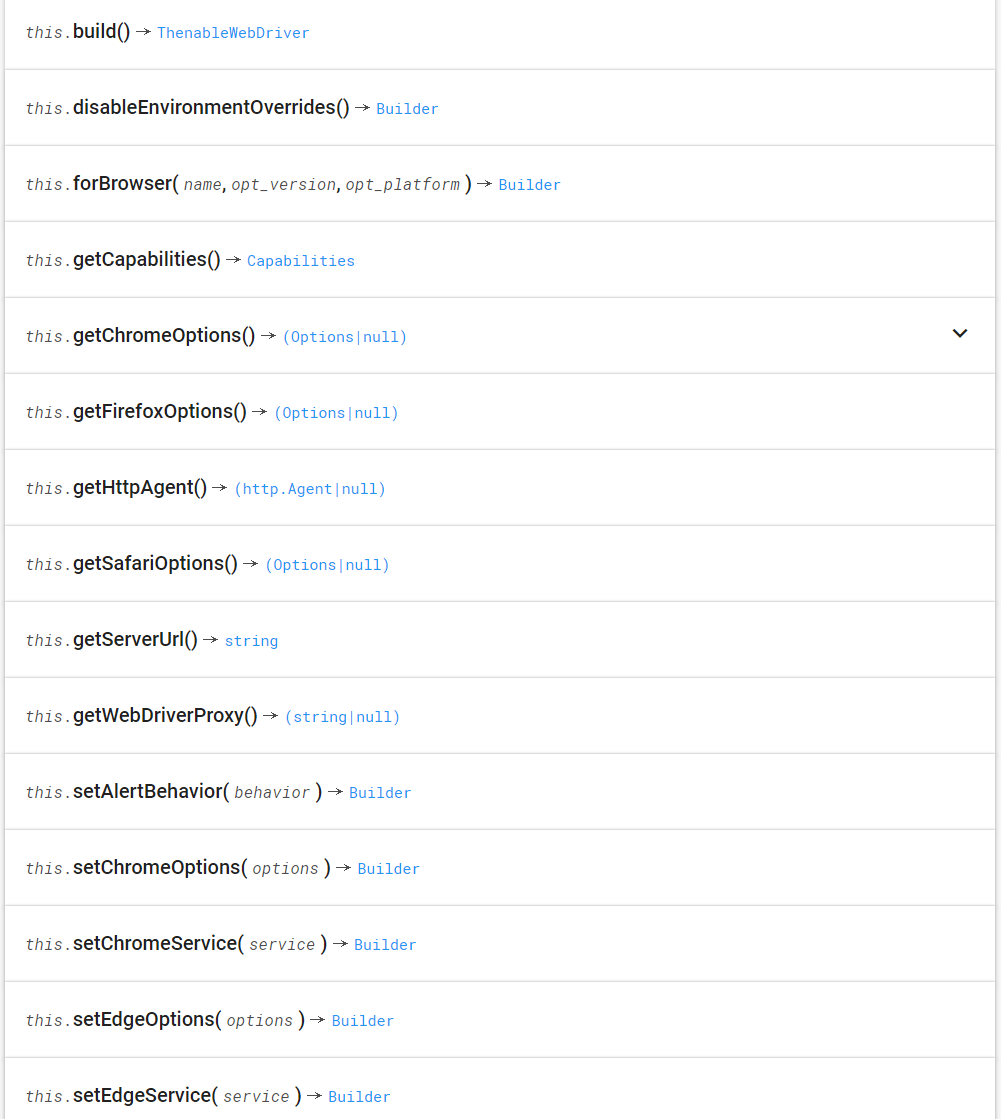 this.build() → ThenableWebDriver
this.disableEnvironmentOverrides() → Builder
this.forBrowser( name, opt_version, opt_platform ) → Builder
this.getCapabilities() → Capabilities
this.getChromeOptions() → (Options|null)
this.getFirefoxOptions() → (Options|null)
this.getHttpAgent() → (http.Agent|null)
this.getSafariOptions() → (Options|null)
this.getServerUrl() → string
this.getWebDriverProxy() → (string|null)
this.setAlertBehavior( behavior ) → Builder
this.setChromeOptions( options ) → Builder
this.setChromeService( service ) → Builder
this.setEdgeOptions( options ) → Builder
this.setEdgeService( service ) → Builder